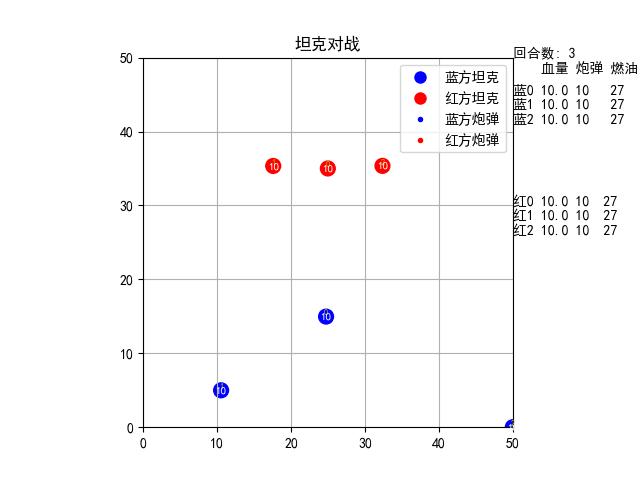 坦克对战
回合数: 3
血量 炮弹 燃油
蓝0 10.0 10 27
蓝1 10.0 10 27
蓝2 10.0 10 27
红0 10.0 10 27
红1 10.0 10 27
红2 10.0 10 27
蓝方坦克
红方坦克
蓝方炮弹
红方炮弹
50
40
30
20
10
0
10
10
10
10
10
0 10 20 30 40 50